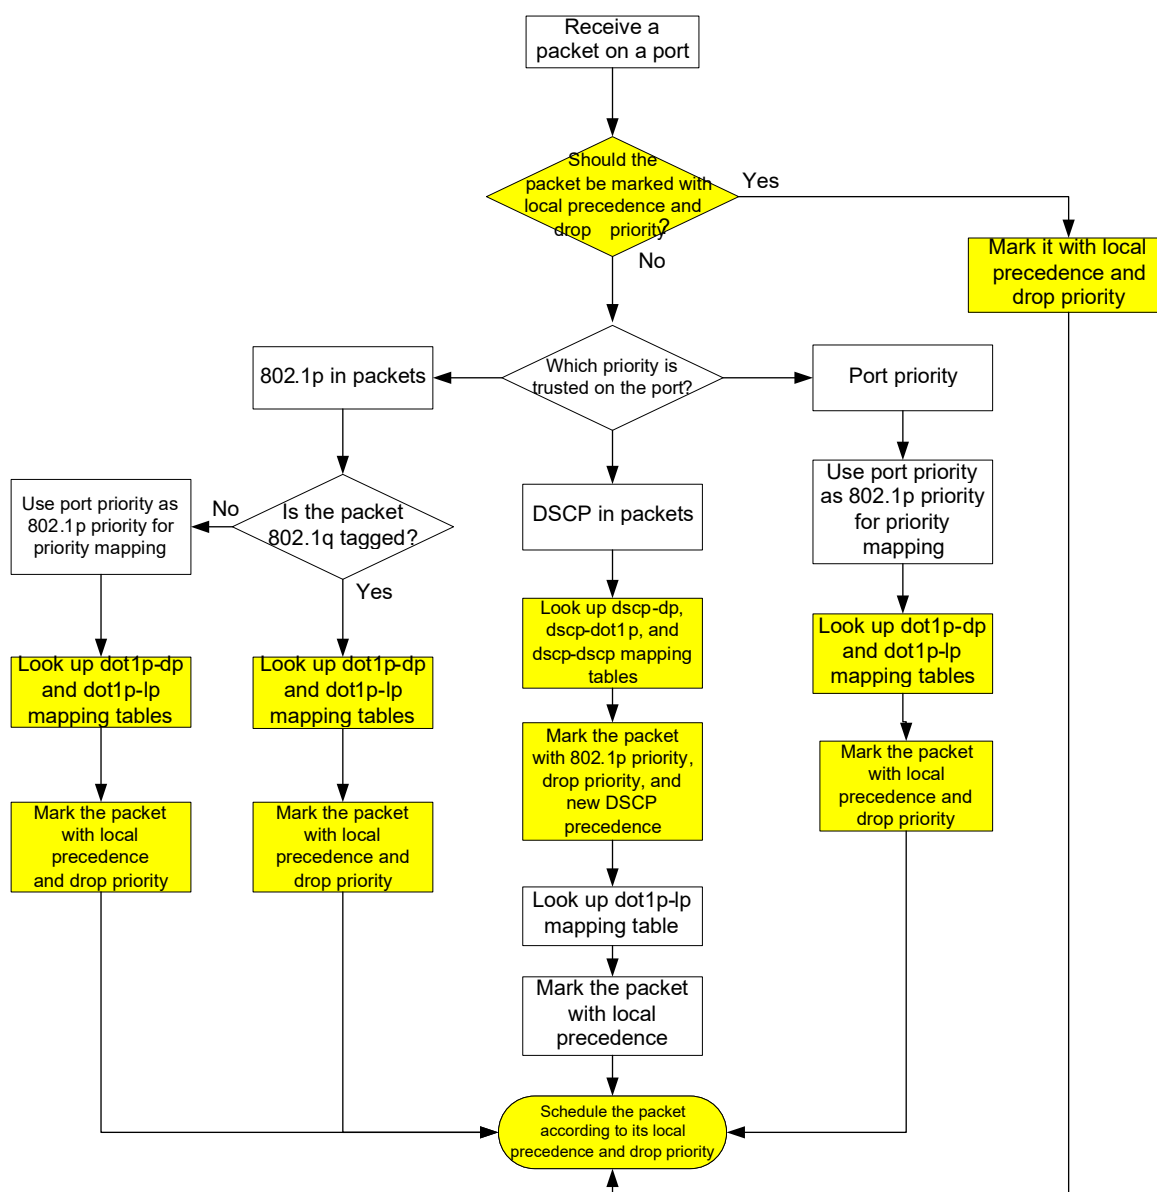 Receive a
packet on a port
Should the
packet be marked with
local precedence and
drop priority?
Yes
No
Mark it with local
precedence and
drop priority
802.1p in packets
Which priority is
trusted on the port?
Port priority
Use port priority as
802.1p priority for
priority mapping
No
Is the packet
802.1q tagged?
Yes
DSCP in packets
Use port priority
as 802.1p priority
for priority
mapping
Look up dot1p-dp
and dot1p-lp
mapping tables
Look up dot1p-dp
and dot1p-lp
mapping tables
Look up dscp-dp,
dscp-dot1p, and
dscp-dscp mapping
tables
Look up dot1p-dp
and dot1p-lp
mapping tables
Mark the packet
with local
precedence
and drop priority
Mark the packet
with local
precedence and
drop priority
Mark the packet
with 802.1p priority,
drop priority, and
new DSCP
precedence
Mark the packet
with local
precedence and
drop priority
Look up dot1p-lp
mapping table
Mark the packet
with local
precedence
Schedule the packet
according to its local
precedence and drop priority